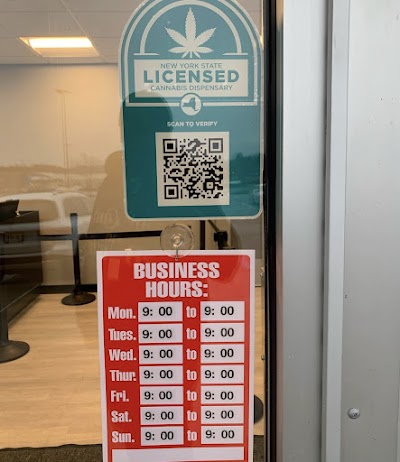 NEW YORK STATE
LICENSED
CANNABIS DISPENSARY
SCAN TO VERIFY
BUSINESS
HOURS:
Mon. 9: 00 to 9: 00
Tues. 9: 00 to 9: 00
Wed. 9: 00 to 9: 00
Thur. 9: 00 to 9: 00
Fri. 9: 00 to 9: 00
Sat. 9: 00 to 9: 00
Sun. 9: 00 to 9: 00